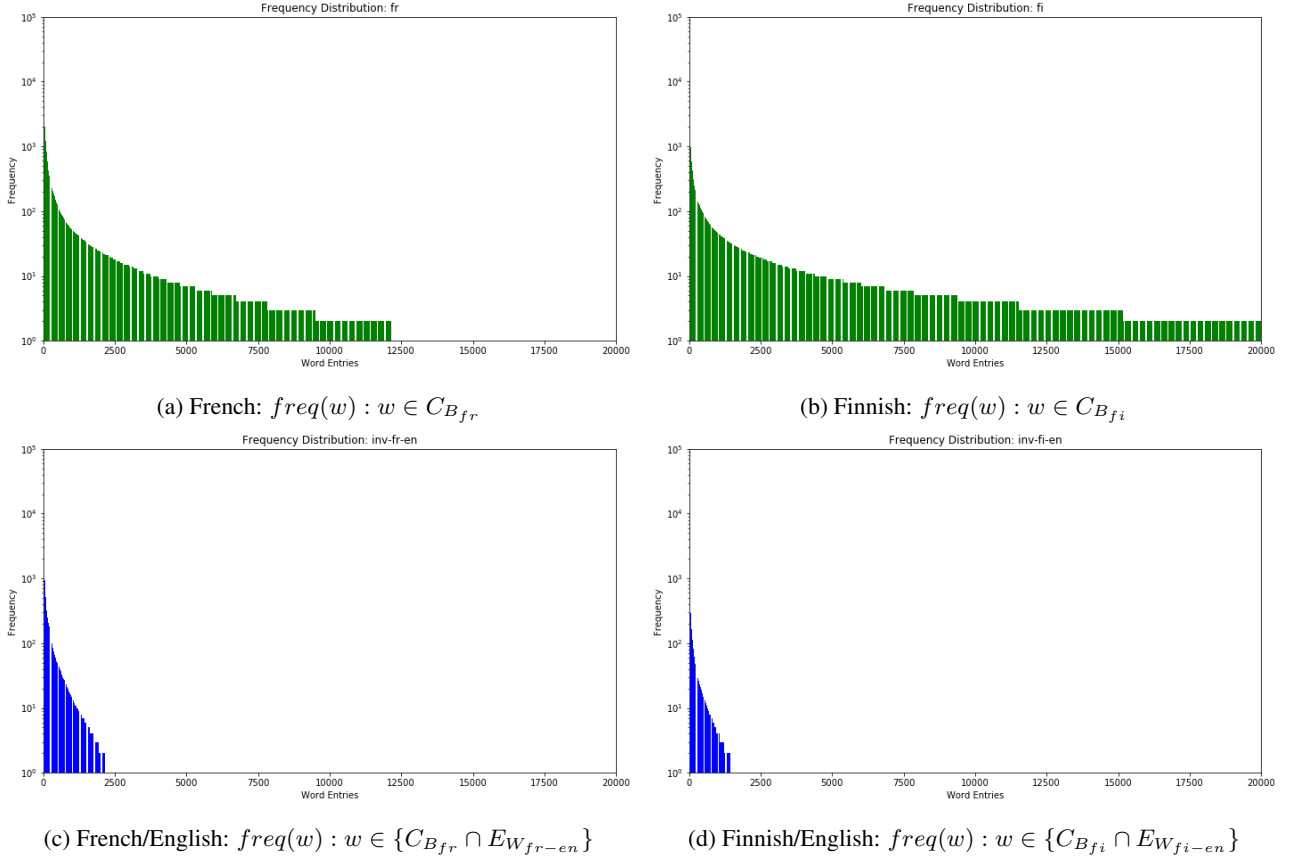 Frequency Distribution: fr
10^5
10^4
10^3
10^2
10^1
10^0
Frequency
0 2500 5000 7500 10000 12500 15000 17500 20000
Word Entries
(a) French: freq(w) : w ∈ C_{B_{fr}}
Frequency Distribution: fi
10^5
10^4
10^3
10^2
10^1
10^0
Frequency
0 2500 5000 7500 10000 12500 15000 17500 20000
Word Entries
(b) Finnish: freq(w) : w ∈ C_{B_{fi}}
Frequency Distribution: inv-fr-en
10^5
10^4
10^3
10^2
10^1
10^0
Frequency
0 2500 5000 7500 10000 12500 15000 17500 20000
Word Entries
(c) French/English: freq(w) : w ∈ {C_{B_{fr}} ∩ E_{W_{fr-en}}}
Frequency Distribution: inv-fi-en
10^5
10^4
10^3
10^2
10^1
10^0
Frequency
0 2500 5000 7500 10000 12500 15000 17500 20000
Word Entries
(d) Finnish/English: freq(w) : w ∈ {C_{B_{fi}} ∩ E_{W_{fi-en}}}